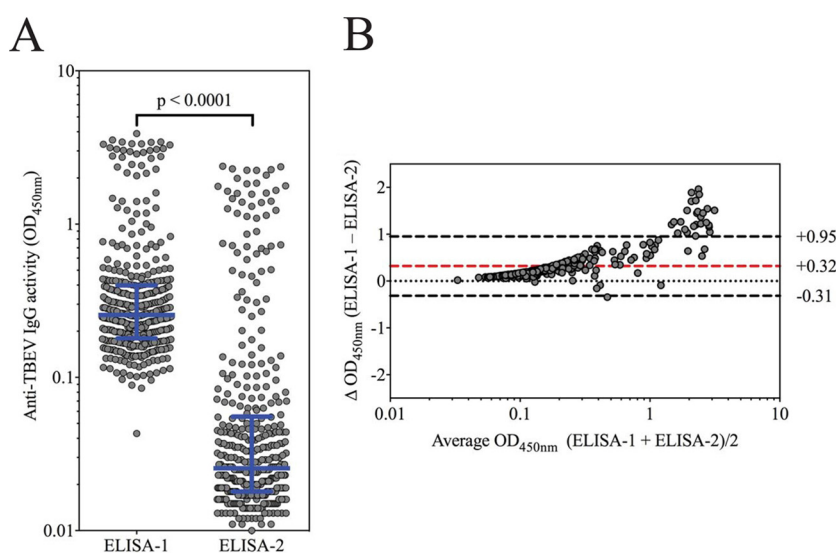 A
10
1
0.1
0.01
Anti-TBEV IgG activity (OD450nm)
p < 0.0001
ELISA-1 ELISA-2
B
2
1
0
-1
-2
Δ OD450nm (ELISA-1 − ELISA-2)
+0.95
+0.32
-0.31
0.01 0.1 1 10
Average OD450nm (ELISA-1 + ELISA-2)/2